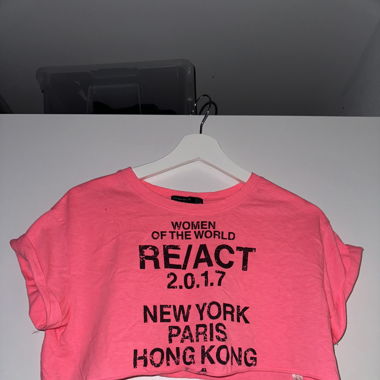 WOMEN
OF THE WORLD
RE/ACT
2.0.1.7
NEW YORK
PARIS
HONG KONG